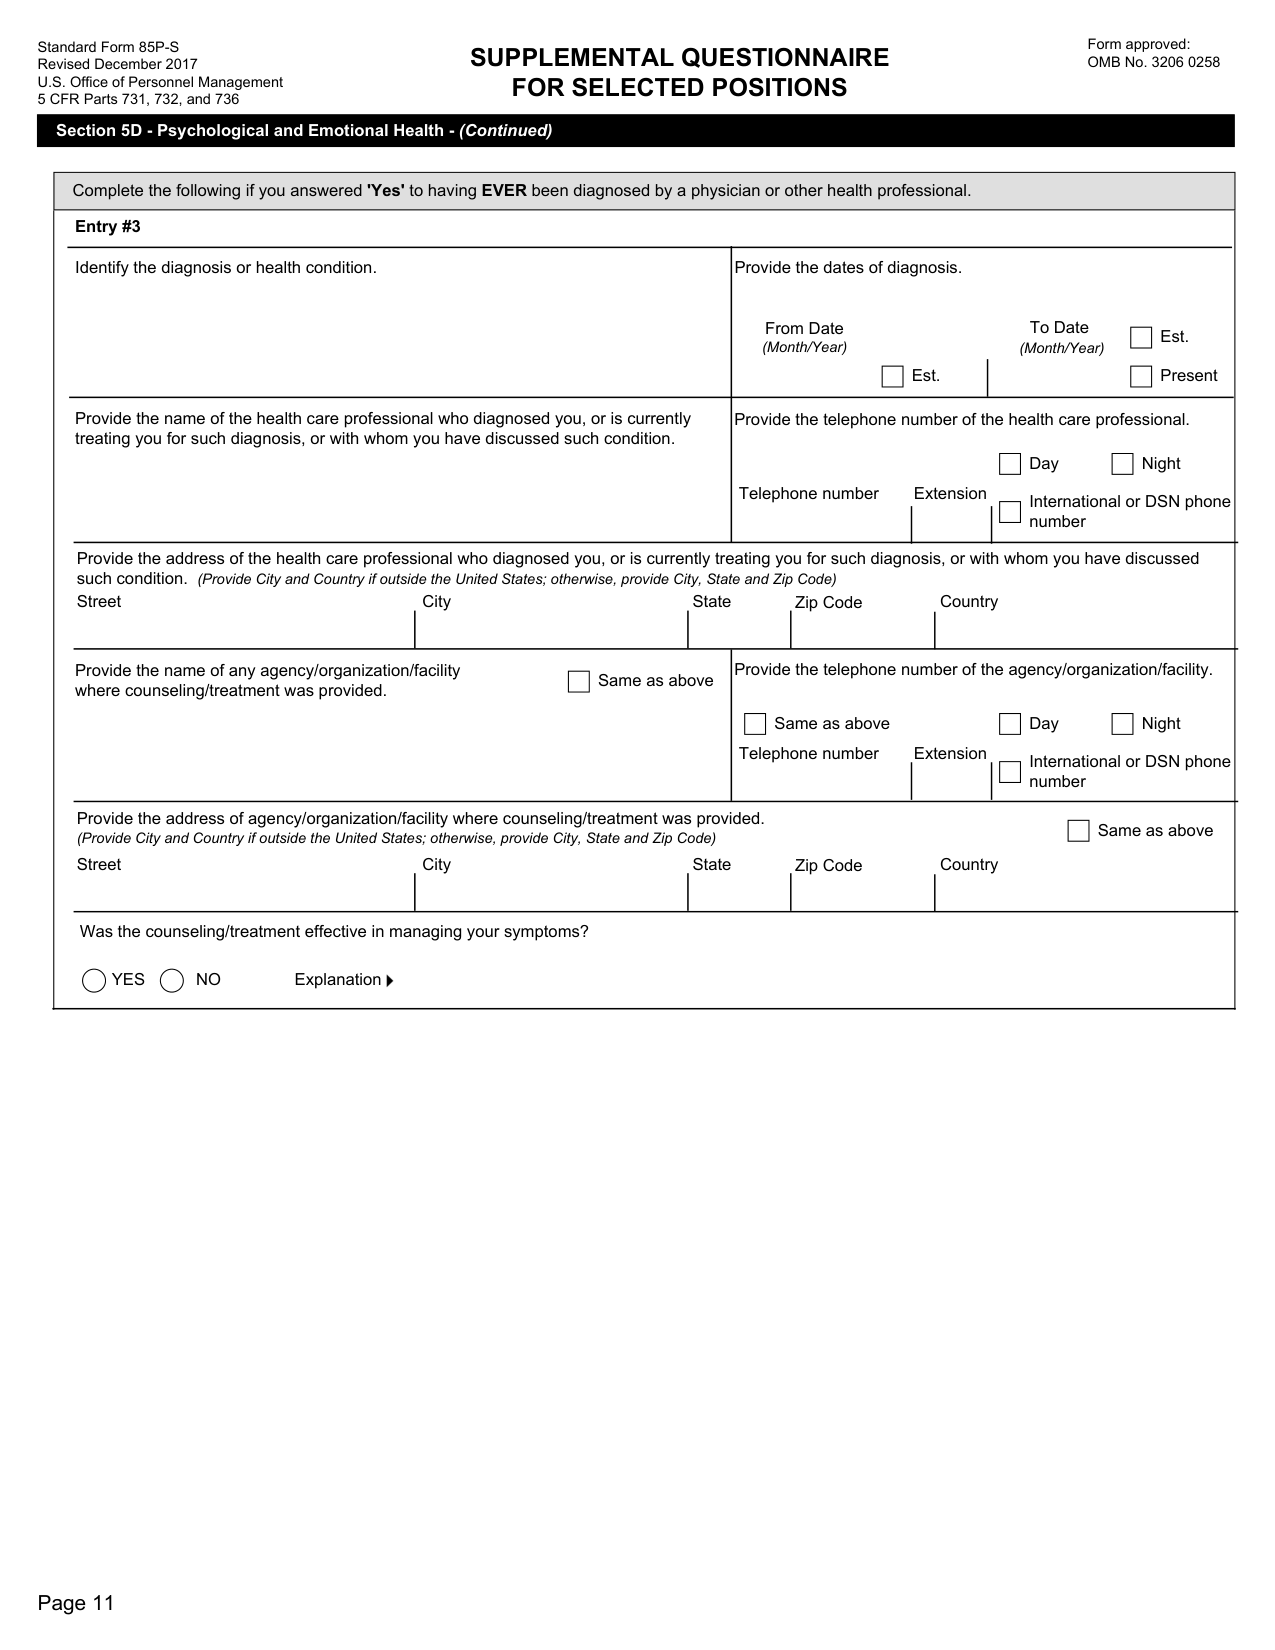 Standard Form 85P-S
Revised December 2017
U.S. Office of Personnel Management
5 CFR Parts 731, 732, and 736
SUPPLEMENTAL QUESTIONNAIRE
FOR SELECTED POSITIONS
Form approved:
OMB No. 3206 0258
Section 5D - Psychological and Emotional Health - (Continued)
Complete the following if you answered 'Yes' to having EVER been diagnosed by a physician or other health professional.
Entry #3
Identify the diagnosis or health condition.
Provide the dates of diagnosis.
From Date
(Month/Year)
Est.
To Date
(Month/Year)
Est.
Present
Provide the name of the health care professional who diagnosed you, or is currently
treating you for such diagnosis, or with whom you have discussed such condition.
Provide the telephone number of the health care professional.
Day
Night
Telephone number
Extension
International or DSN phone
number
Provide the address of the health care professional who diagnosed you, or is currently treating you for such diagnosis, or with whom you have discussed
such condition. (Provide City and Country if outside the United States; otherwise, provide City, State and Zip Code)
Street
City
State
Zip Code
Country
Provide the name of any agency/organization/facility
where counseling/treatment was provided.
Same as above
Provide the telephone number of the agency/organization/facility.
Same as above
Day
Night
Telephone number
Extension
International or DSN phone
number
Provide the address of agency/organization/facility where counseling/treatment was provided.
(Provide City and Country if outside the United States; otherwise, provide City, State and Zip Code)
Same as above
Street
City
State
Zip Code
Country
Was the counseling/treatment effective in managing your symptoms?
YES
NO
Explanation
Page 11